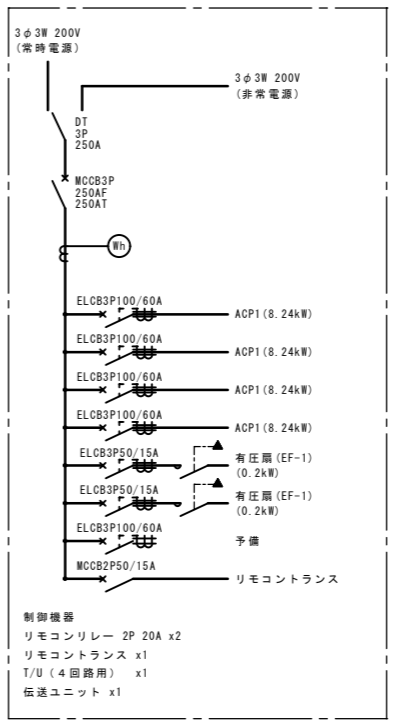 3φ3W 200V
(常時電源)
3φ3W 200V
(非常電源)
DT
3P
250A
MCCB3P
250AF
250AT
Wh
ELCB3P100/60A
ACP1(8.24kW)
ELCB3P100/60A
ACP1(8.24kW)
ELCB3P100/60A
ACP1(8.24kW)
ELCB3P100/60A
ACP1(8.24kW)
ELCB3P50/15A
有圧扇(EF-1)
(0.2kW)
ELCB3P50/15A
有圧扇(EF-1)
(0.2kW)
ELCB3P100/60A
予備
MCCB2P50/15A
リモコントランス
制御機器
リモコンリレー 2P 20A x2
リモコントランス x1
T/U(4回路用) x1
伝送ユニット x1